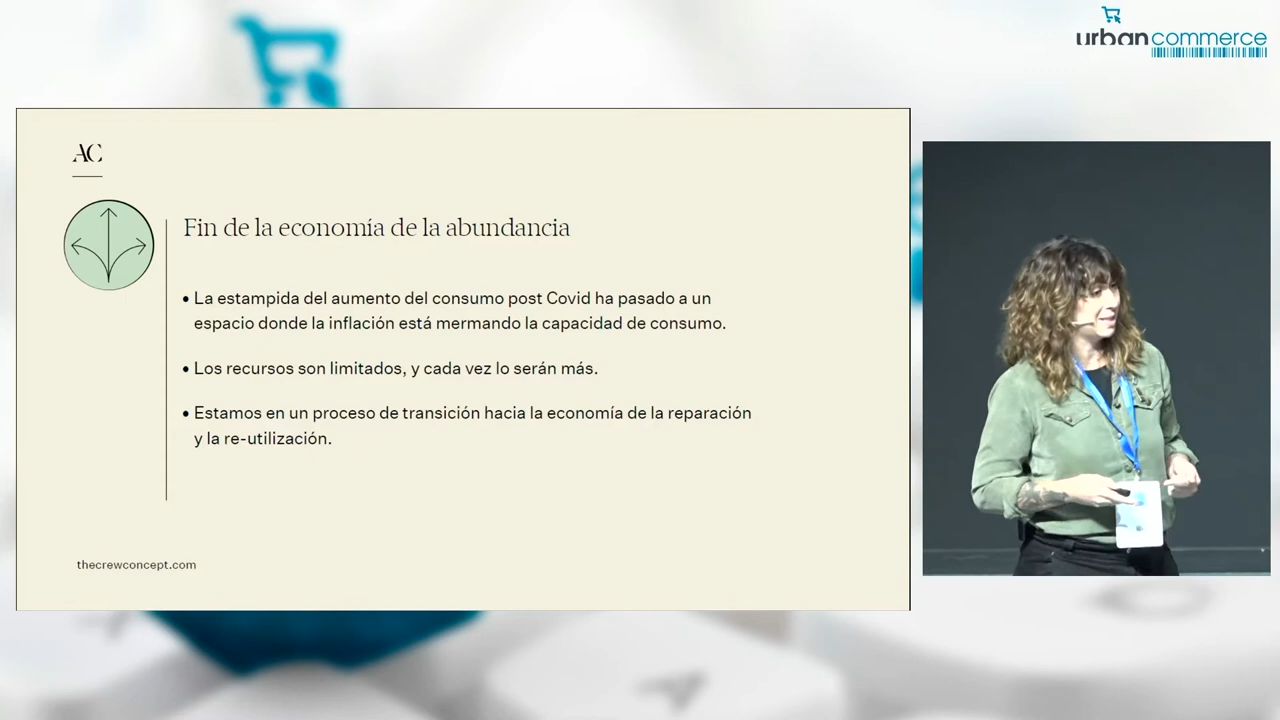 urbancommerce
AC
Fin de la economía de la abundancia
• La estampida del aumento del consumo post Covid ha pasado a un
espacio donde la inflación está mermando la capacidad de consumo.
• Los recursos son limitados, y cada vez lo serán más.
• Estamos en un proceso de transición hacia la economía de la reparación
y la re-utilización.
thecrewconcept.com